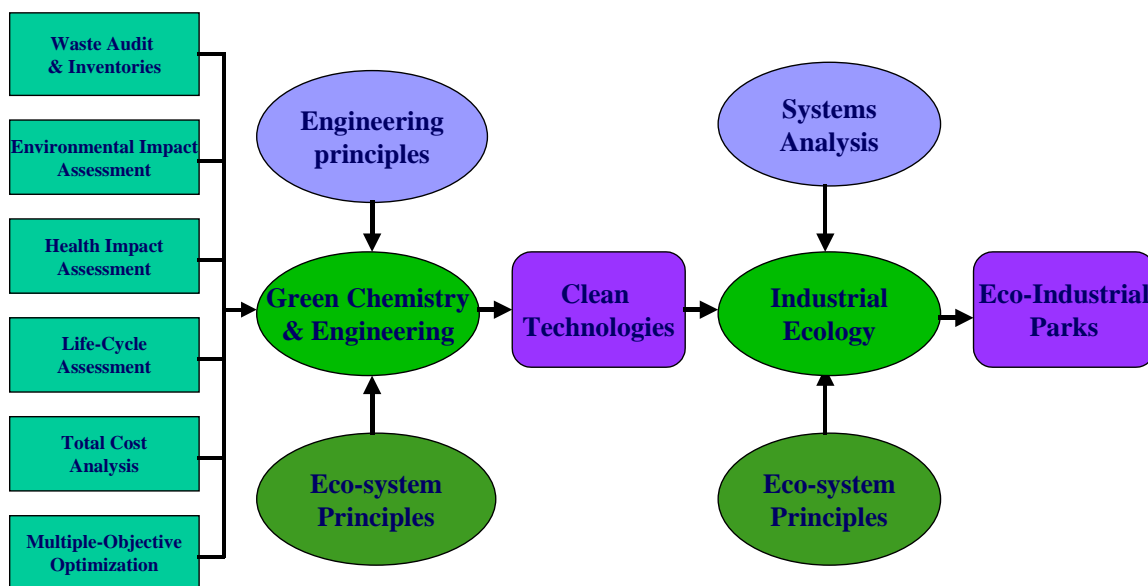 Waste Audit
& Inventories
Environmental Impact
Assessment
Health Impact
Assessment
Life-Cycle
Assessment
Total Cost
Analysis
Multiple-Objective
Optimization
Engineering
principles
Green Chemistry
& Engineering
Eco-system
Principles
Clean
Technologies
Systems
Analysis
Industrial
Ecology
Eco-system
Principles
Eco-Industrial
Parks